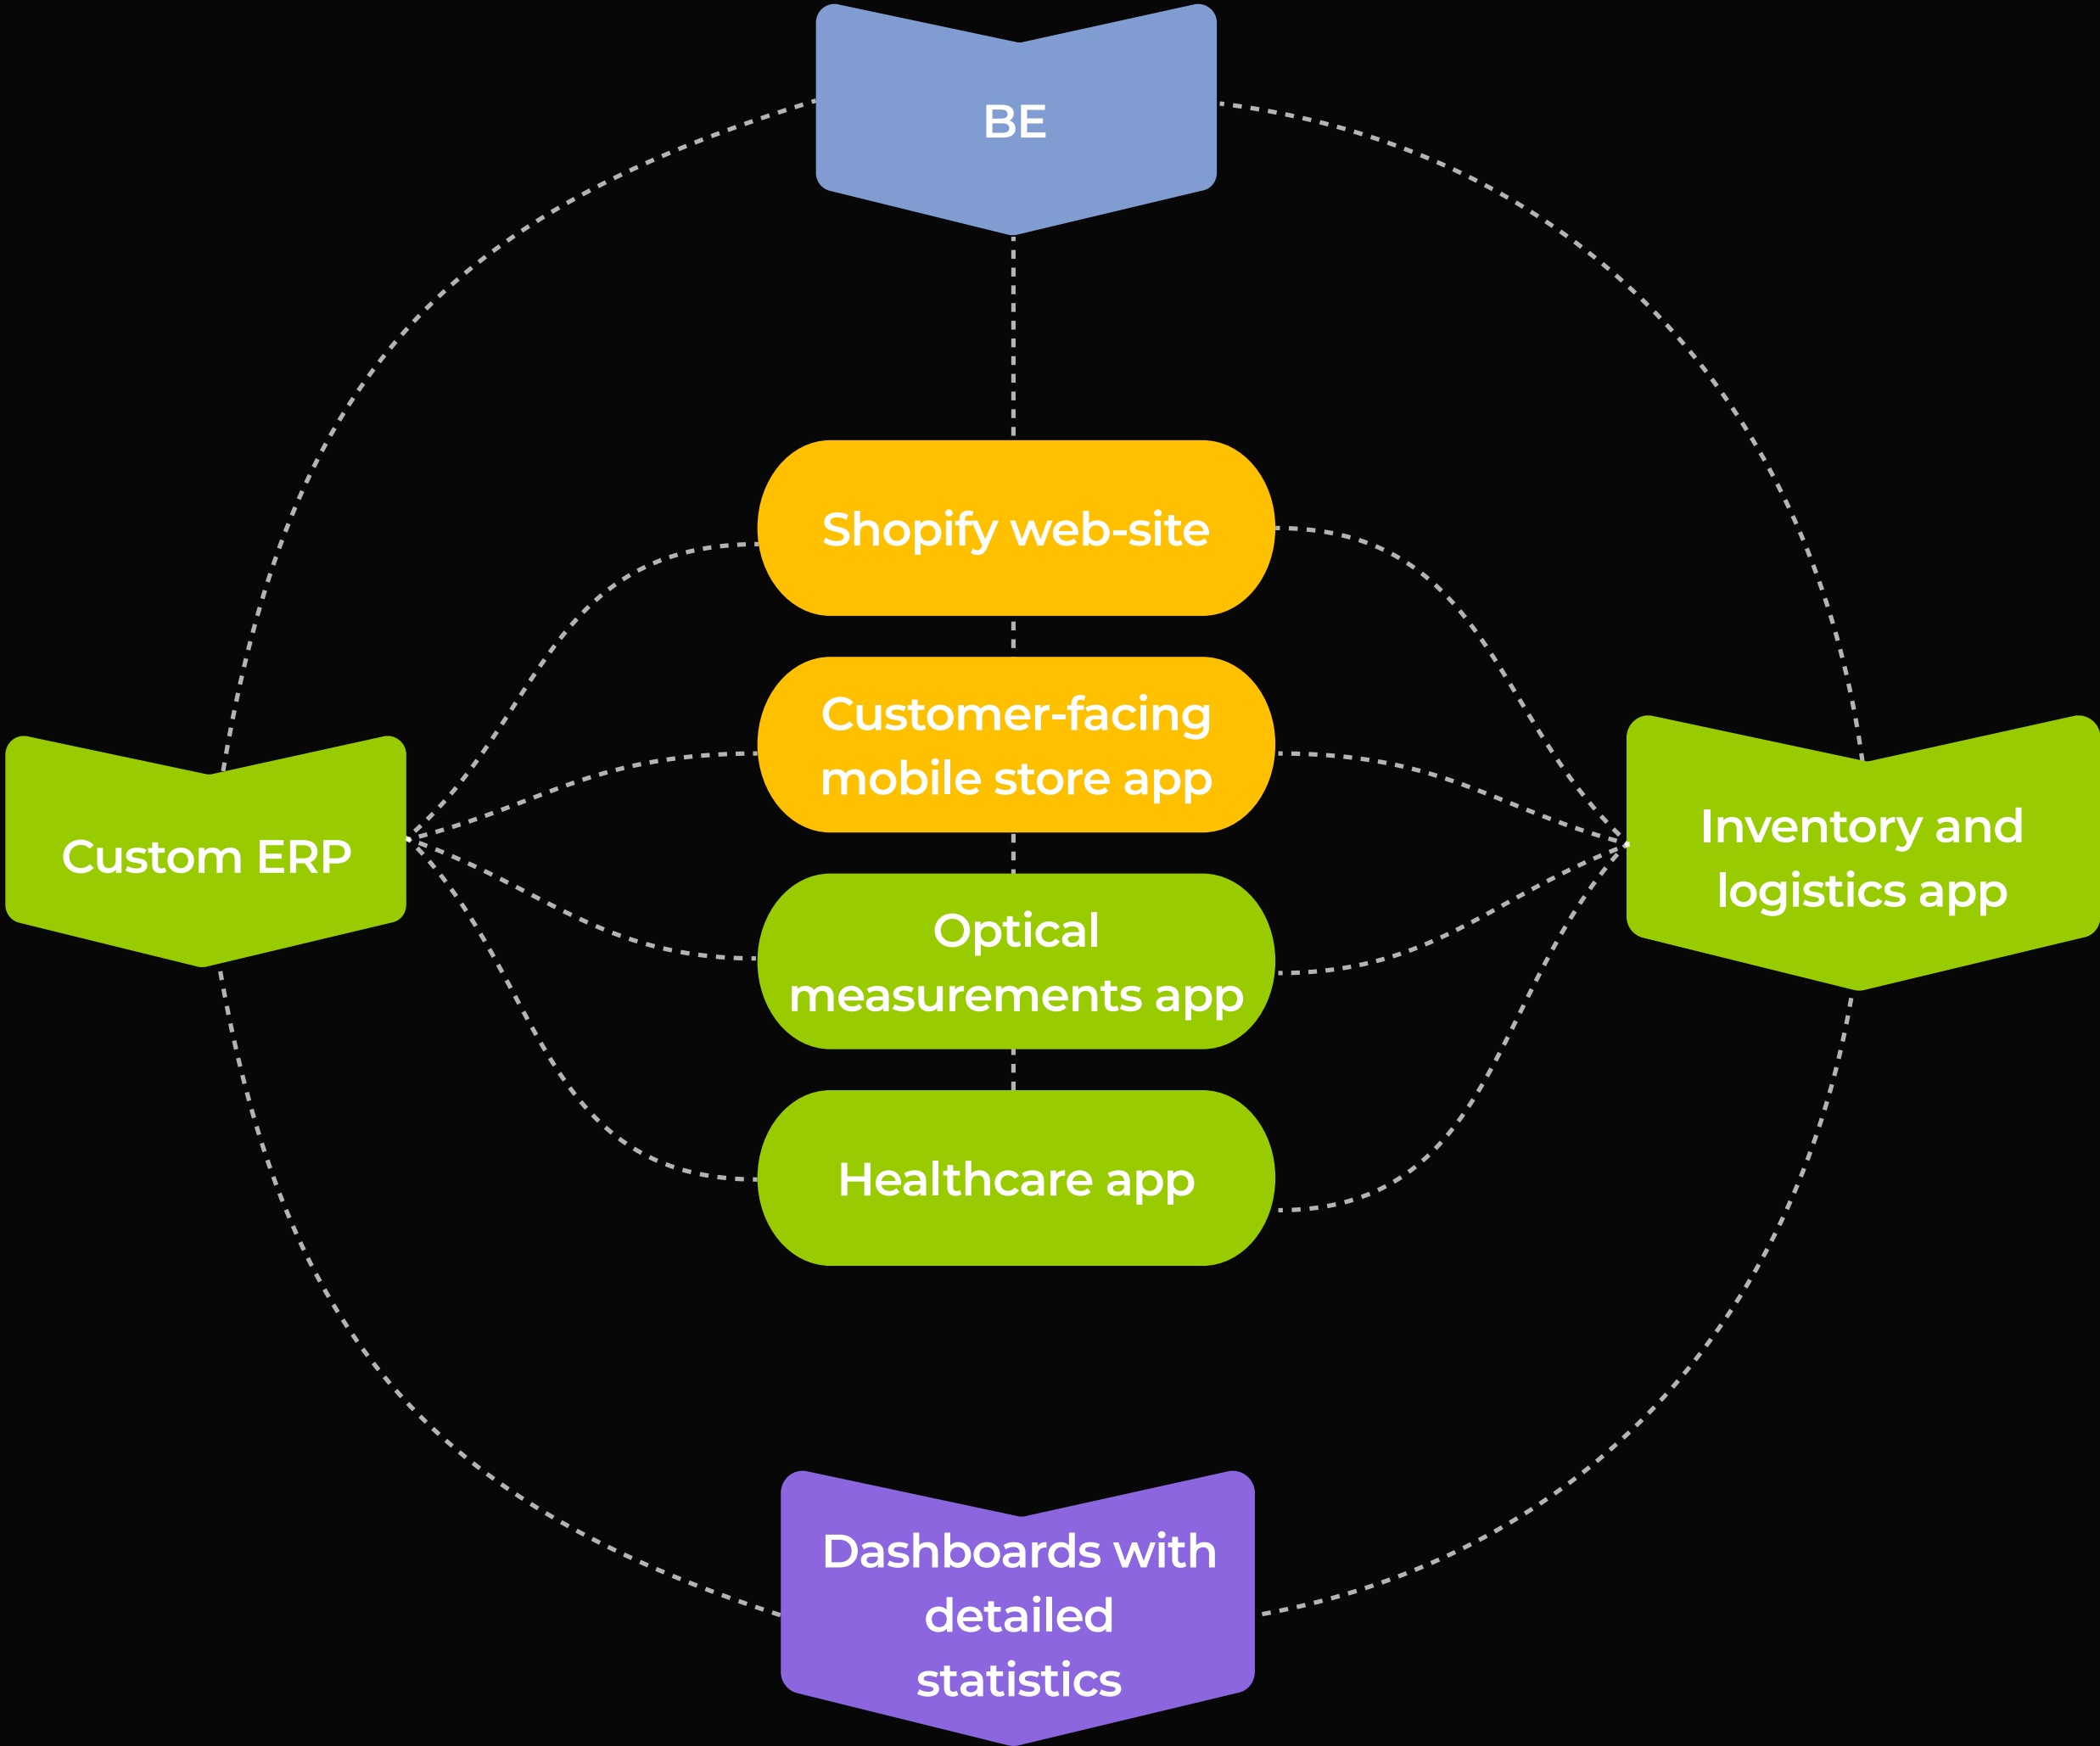 BE
Shopify web-site
Customer-facing
mobile store app
Custom ERP
Inventory and
logistics app
Optical
measurements app
Healthcare app
Dashboards with
detailed
statistics